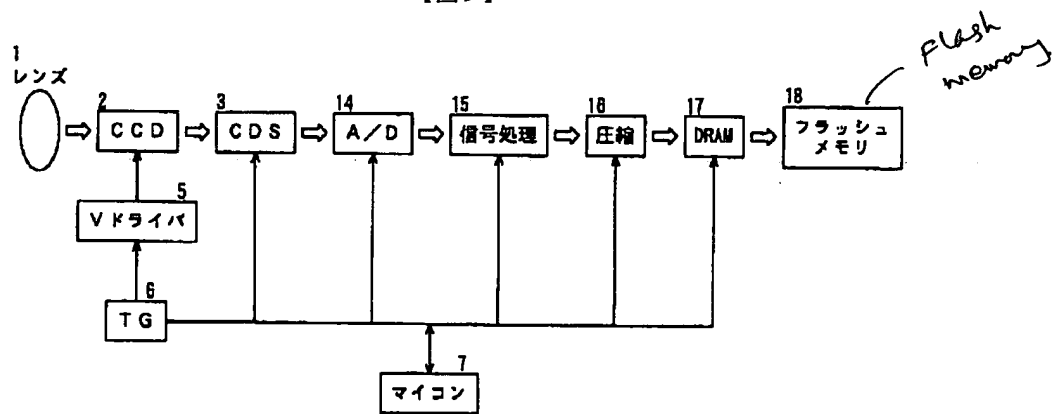 1
レンズ
2
CCD
3
CDS
14
A/D
15
信号処理
16
圧縮
17
DRAM
18
フラッシュ
メモリ
Flash
memory
5
Vドライバ
6
TG
7
マイコン